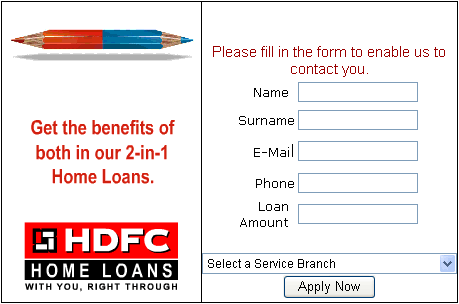 Get the benefits of
both in our 2-in-1
Home Loans.
HDFC
HOME LOANS
WITH YOU, RIGHT THROUGH
Please fill in the form to enable us to
contact you.
Name
Surname
E-Mail
Phone
Loan
Amount
Select a Service Branch
Apply Now